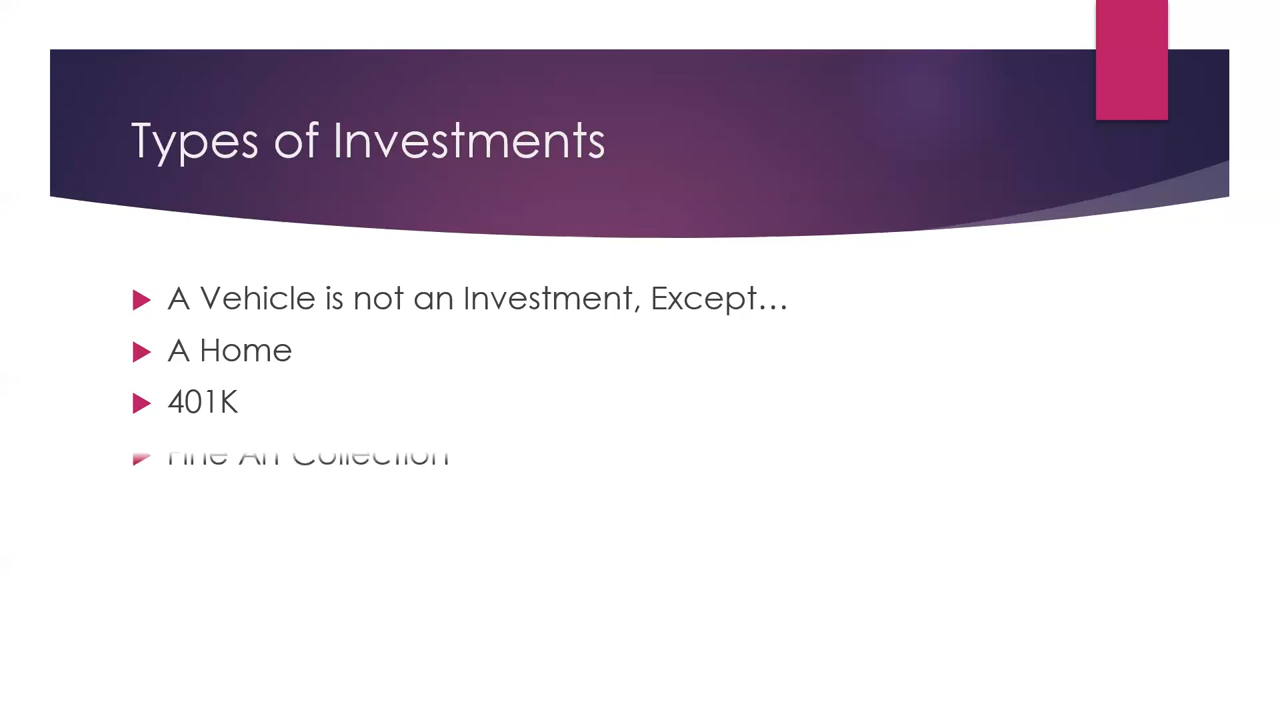 Types of Investments
A Vehicle is not an Investment, Except…
A Home
401K
Fine Art Collection